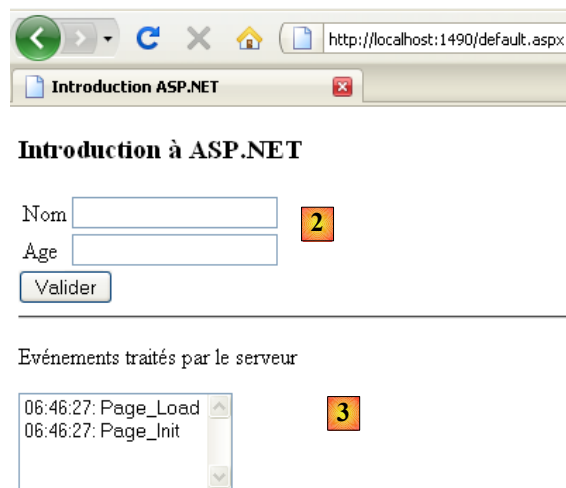 http://localhost:1490/default.aspx
Introduction ASP.NET
Introduction à ASP.NET
Nom
2
Age
Valider
Evénements traités par le serveur
06:46:27: Page_Load
3
06:46:27: Page_Init